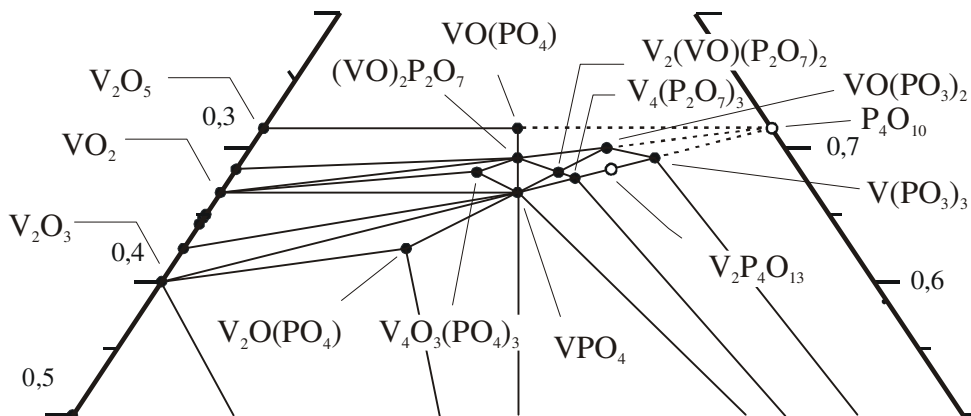 VO(PO₄)
V₂(VO)(P₂O₇)₂
(VO)₂P₂O₇
V₄(P₂O₇)₃
V₂O₅
VO(PO₃)₂
0,3
P₄O₁₀
VO₂
0,7
V(PO₃)₃
V₂O₃
0,4
V₂P₄O₁₃
0,6
V₂O(PO₄)
V₄O₃(PO₄)₃
VPO₄
0,5